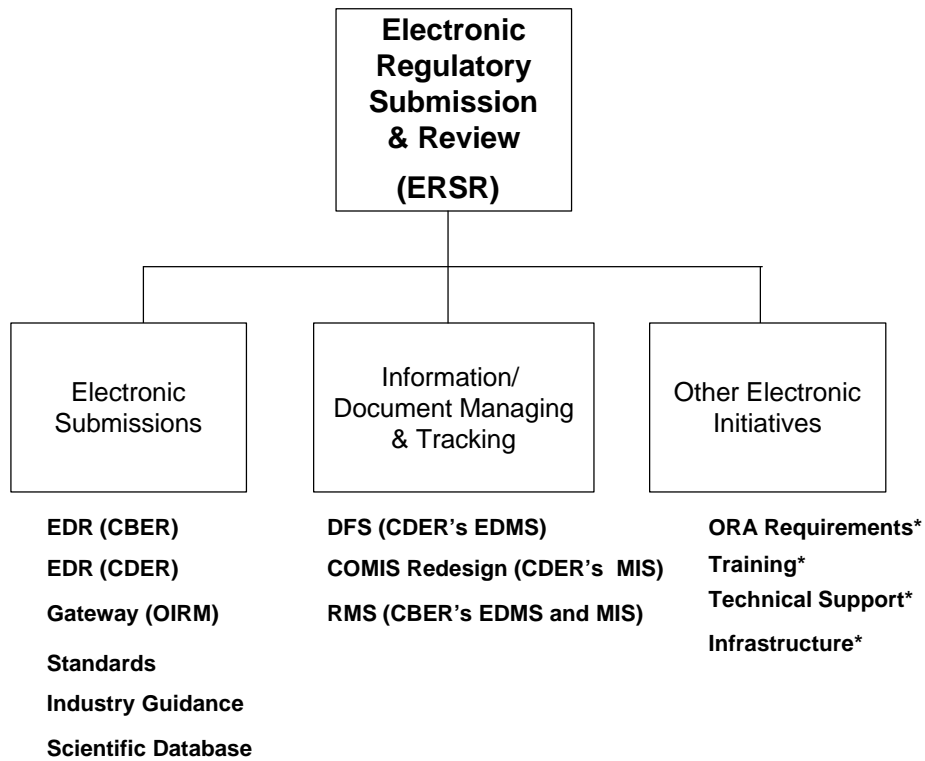 Electronic
Regulatory
Submission
& Review
(ERSR)
Electronic
Submissions
Information/
Document Managing
& Tracking
Other Electronic
Initiatives
EDR (CBER)
EDR (CDER)
Gateway (OIRM)
Standards
Industry Guidance
Scientific Database
DFS (CDER's EDMS)
COMIS Redesign (CDER's MIS)
RMS (CBER's EDMS and MIS)
ORA Requirements*
Training*
Technical Support*
Infrastructure*